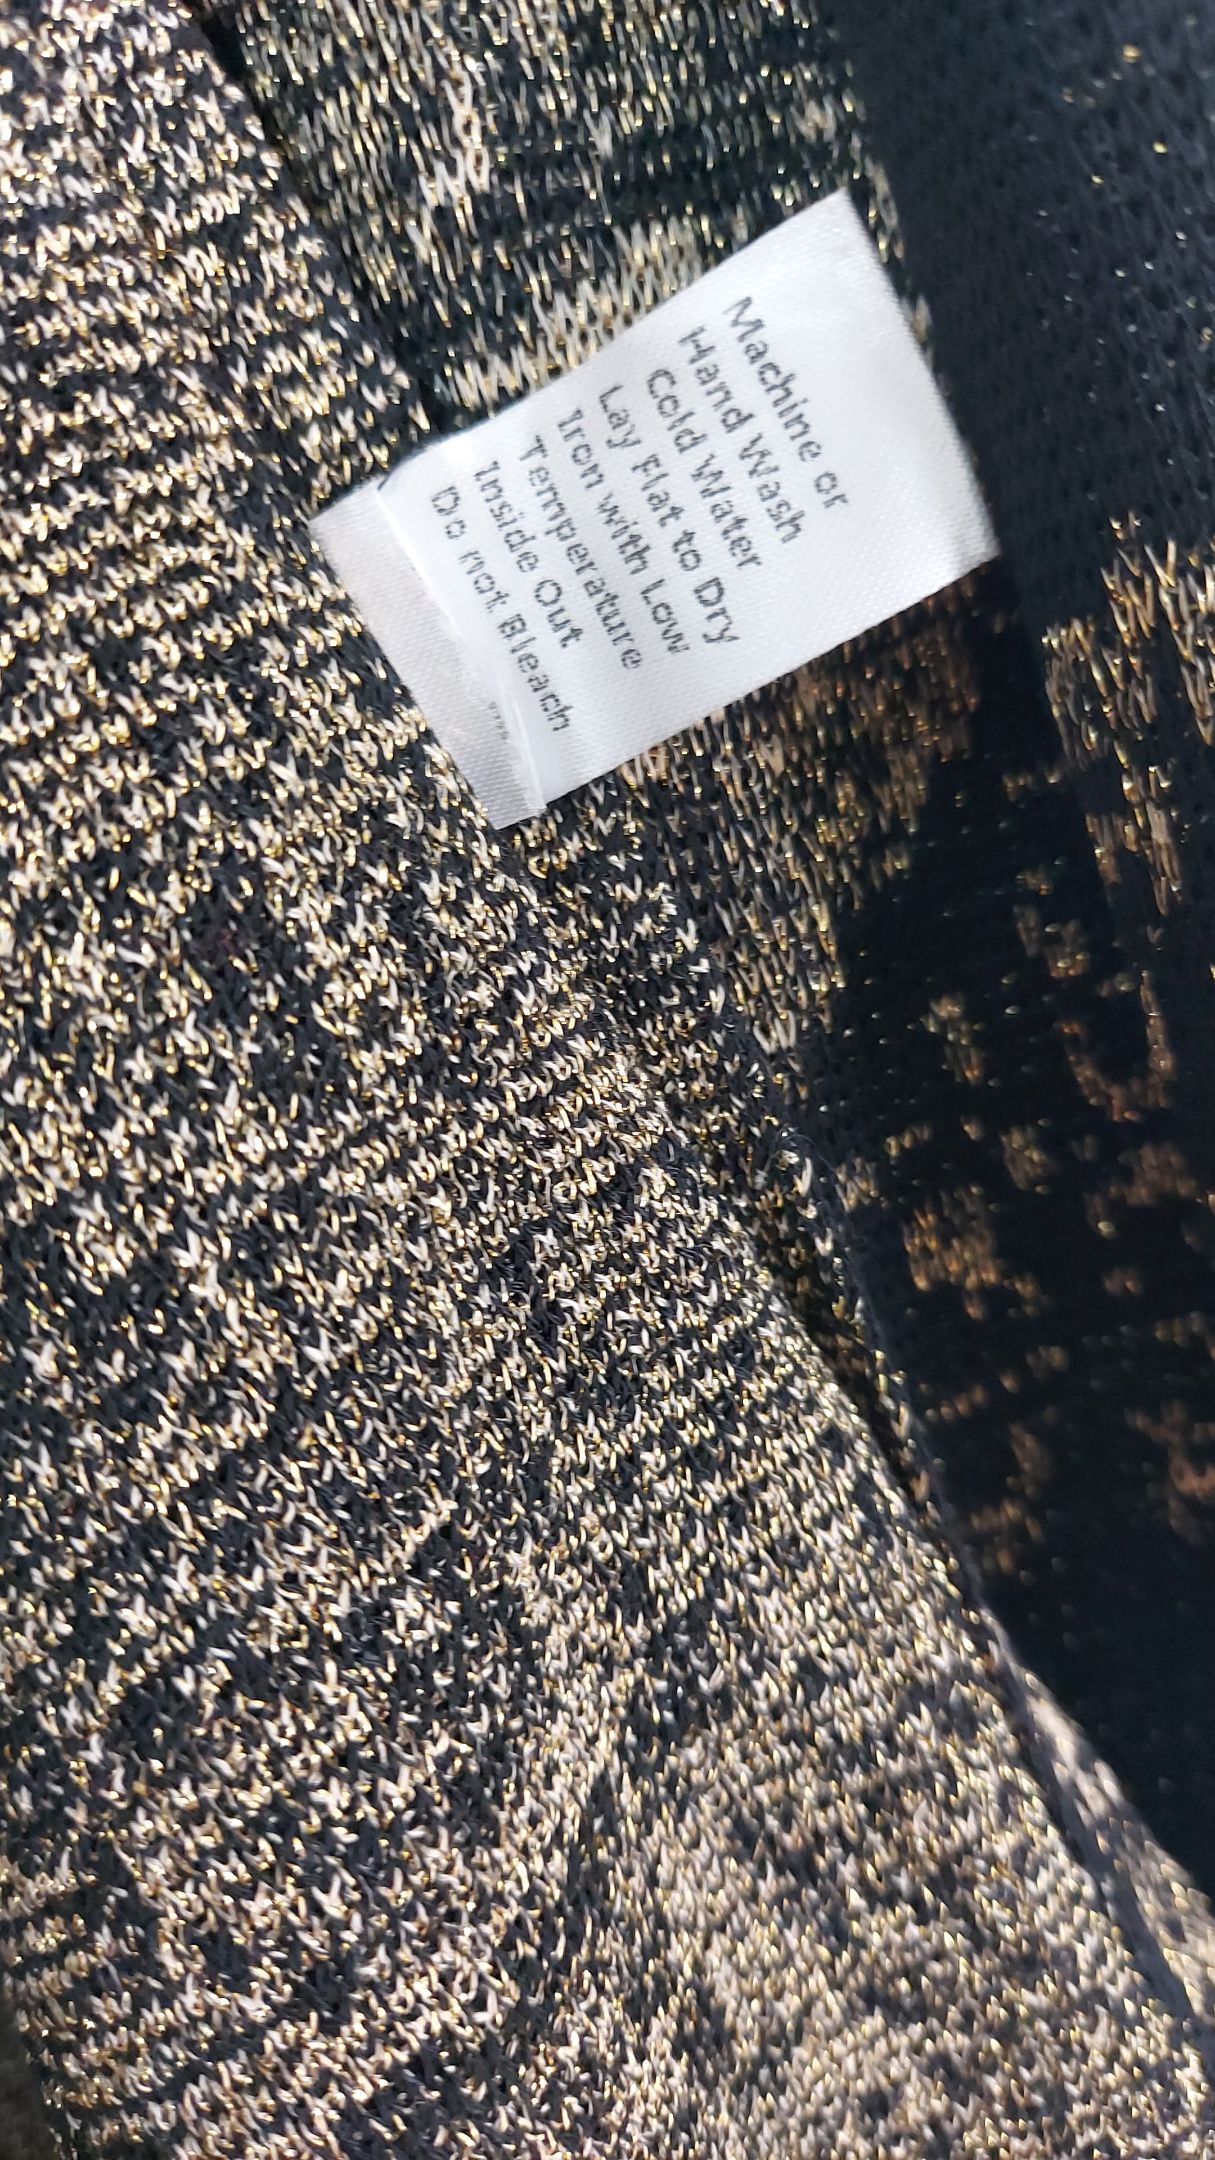 Machine or
Hand Wash
Cold Water
Lay Flat to Dry
Iron with Low
Temperature
Inside Out
Do not Bleach